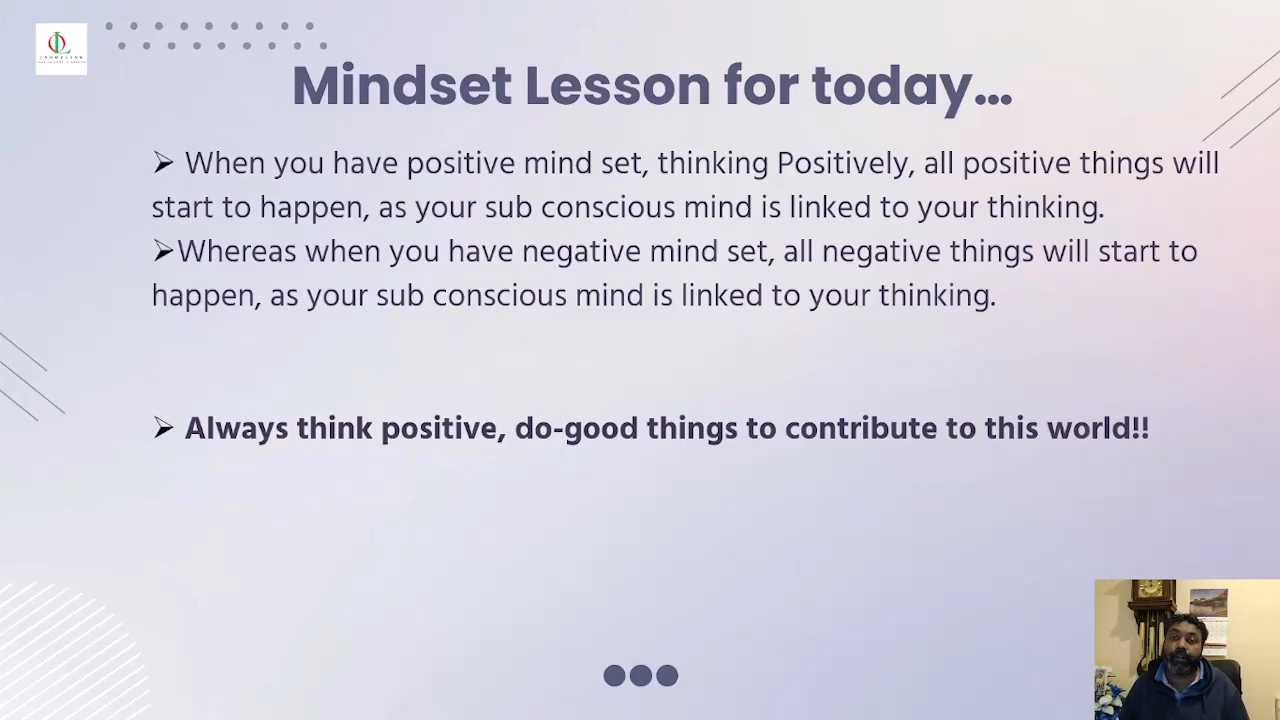 Mindset Lesson for today...
➢ When you have positive mind set, thinking Positively, all positive things will
start to happen, as your sub conscious mind is linked to your thinking.
➢Whereas when you have negative mind set, all negative things will start to
happen, as your sub conscious mind is linked to your thinking.
➢ Always think positive, do-good things to contribute to this world!!